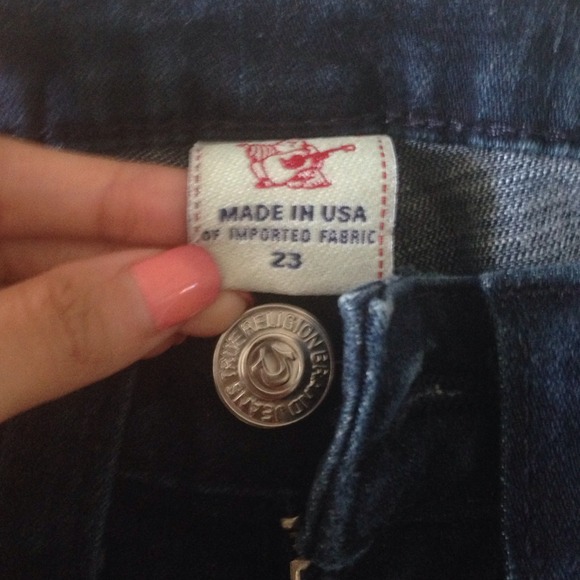 MADE IN USA
OF IMPORTED FABRIC
23
TRUE RELIGION BRAND JEANS